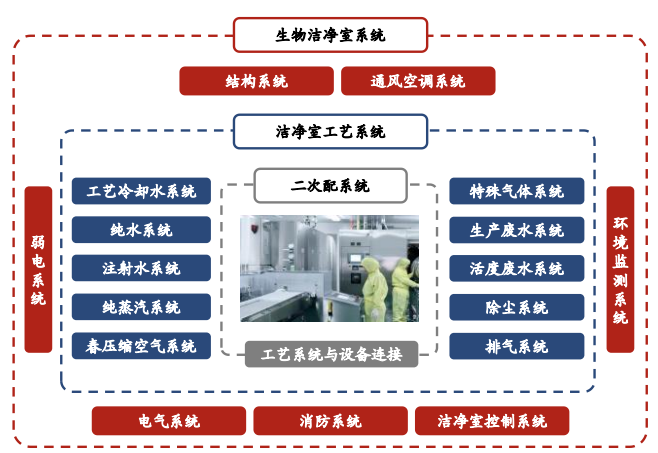 生物洁净室系统
结构系统
通风空调系统
洁净室工艺系统
工艺冷却水系统
纯水系统
注射水系统
纯蒸汽系统
春压缩空气系统
二次配系统
工艺系统与设备连接
特殊气体系统
生产废水系统
活度废水系统
除尘系统
排气系统
弱电系统
环境监测系统
电气系统
消防系统
洁净室控制系统